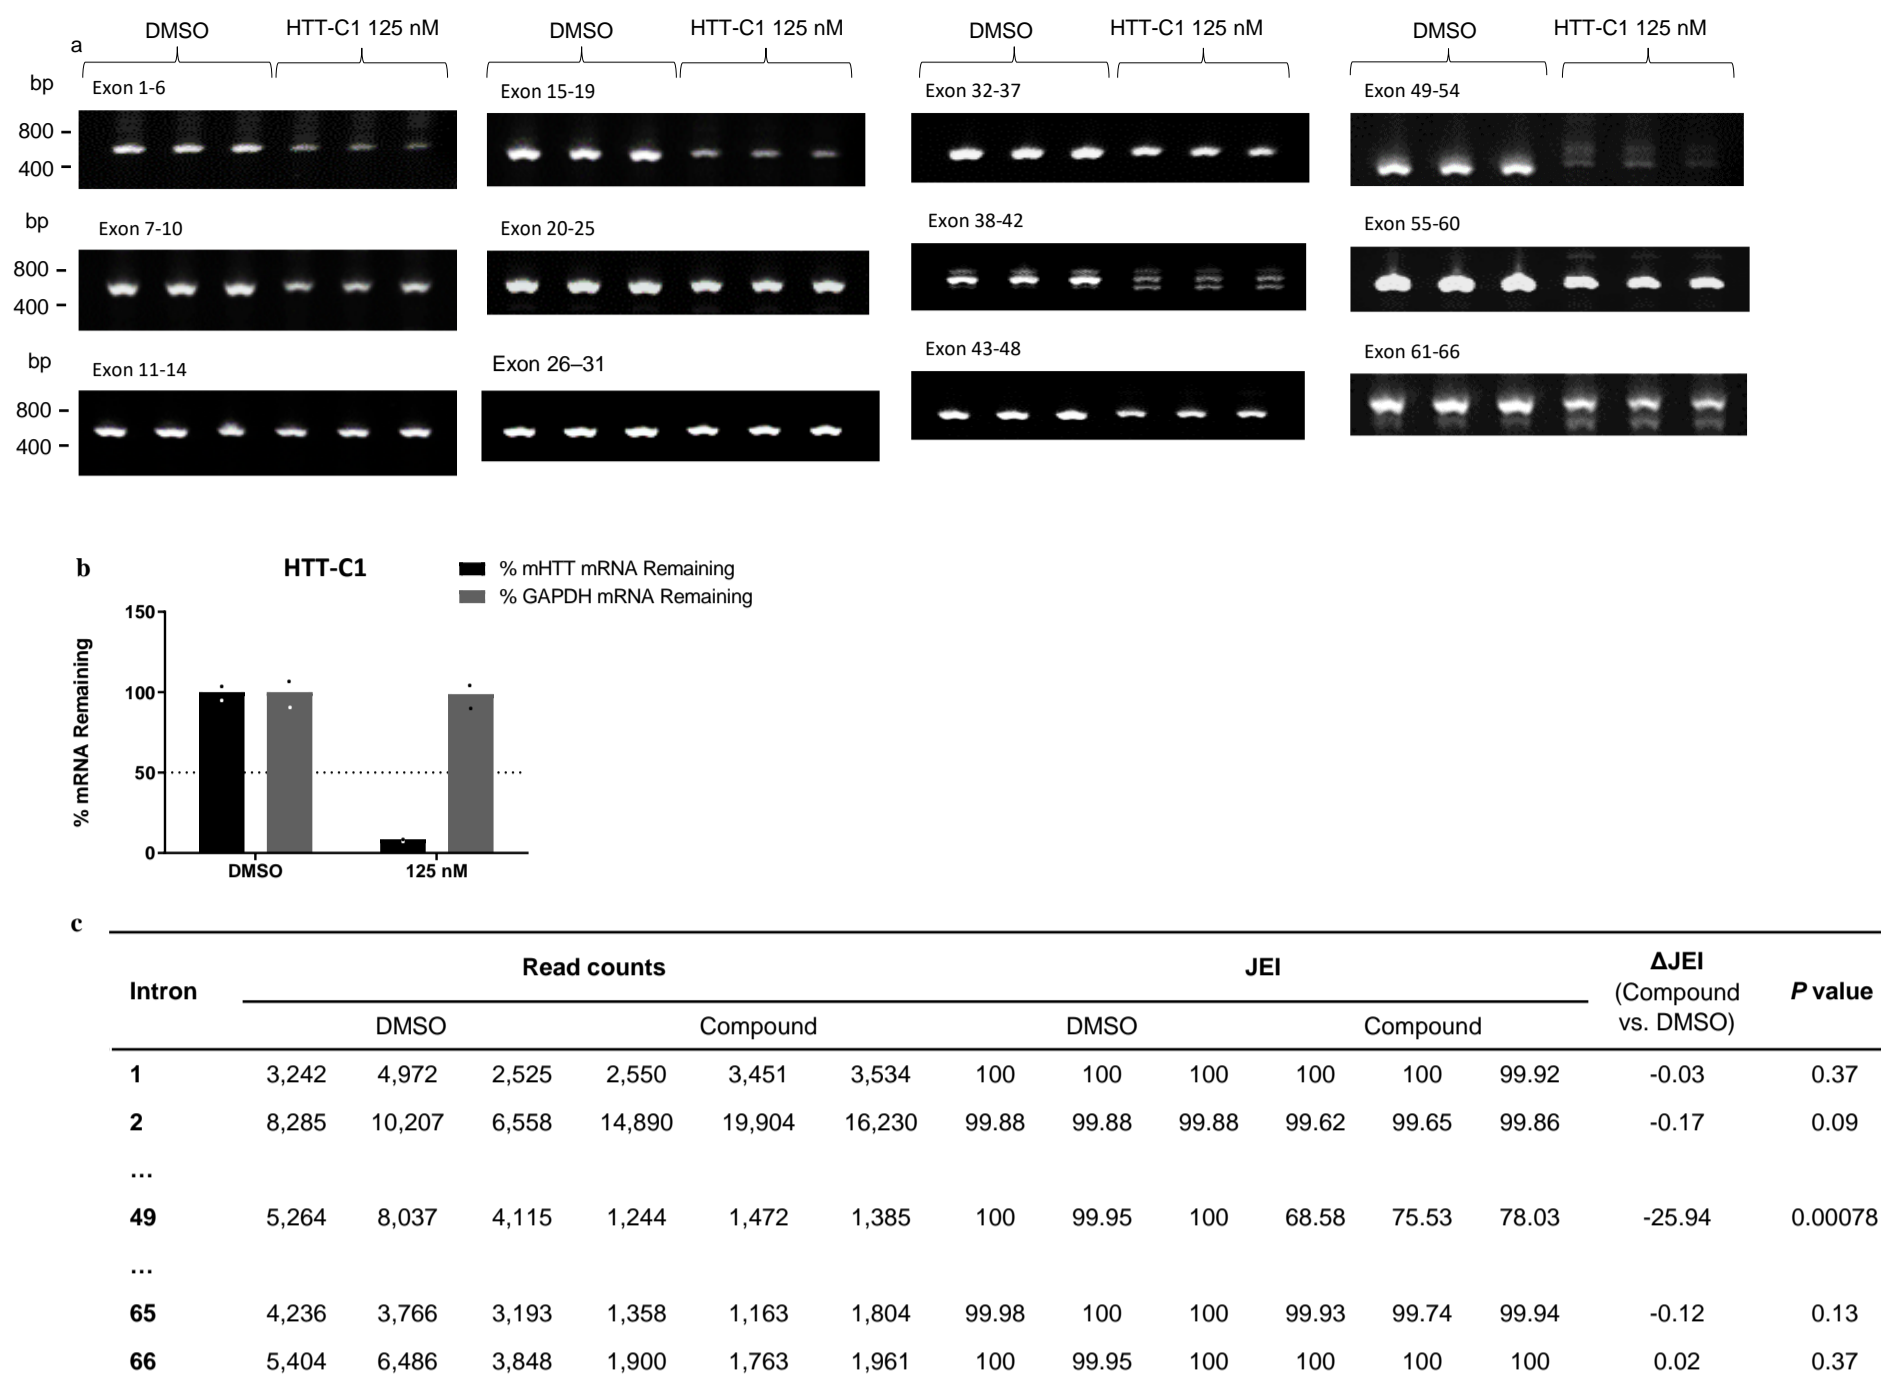 a
DMSO HTT-C1 125 nM DMSO HTT-C1 125 nM DMSO HTT-C1 125 nM DMSO HTT-C1 125 nM
bp Exon 1-6 Exon 15-19 Exon 32-37 Exon 49-54
800
400
bp Exon 7-10 Exon 20-25 Exon 38-42 Exon 55-60
800
400
bp Exon 11-14 Exon 26–31 Exon 43-48 Exon 61-66
800
400
b
HTT-C1
% mHTT mRNA Remaining
% GAPDH mRNA Remaining
% mRNA Remaining
150
100
50
0
DMSO 125 nM
c
Intron Read counts JEI ΔJEI (Compound vs. DMSO) P value
DMSO Compound DMSO Compound
1 3,242 4,972 2,525 2,550 3,451 3,534 100 100 100 100 100 99.92 -0.03 0.37
2 8,285 10,207 6,558 14,890 19,904 16,230 99.88 99.88 99.88 99.62 99.65 99.86 -0.17 0.09
...
49 5,264 8,037 4,115 1,244 1,472 1,385 100 99.95 100 68.58 75.53 78.03 -25.94 0.00078
...
65 4,236 3,766 3,193 1,358 1,163 1,804 99.98 100 100 99.93 99.74 99.94 -0.12 0.13
66 5,404 6,486 3,848 1,900 1,763 1,961 100 99.95 100 100 100 100 0.02 0.37